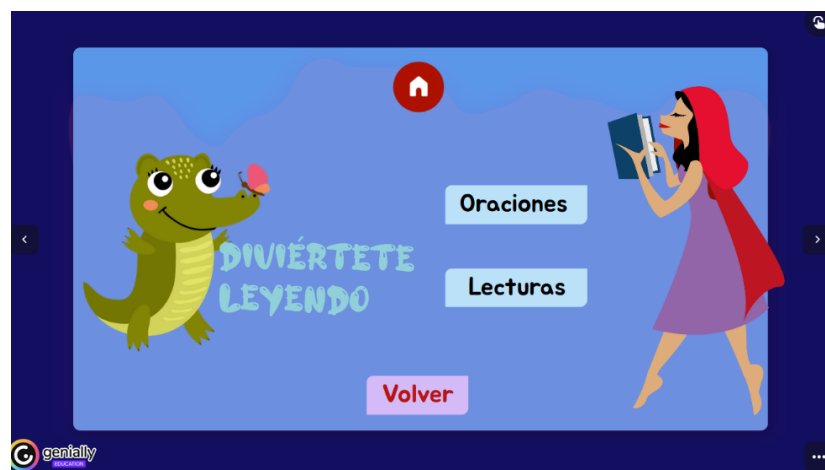 Oraciones
DIVIÉRTETE
LEYENDO
Lecturas
Volver
genially
EDUCATION